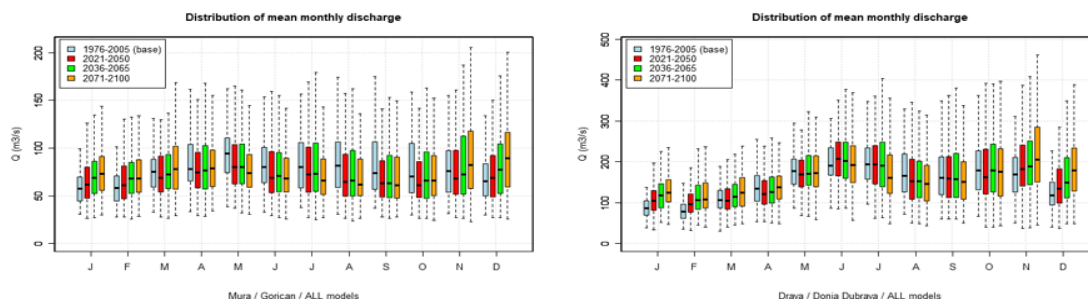 Distribution of mean monthly discharge
1976-2005 (base)
2021-2050
2036-2065
2071-2100
Q (m3/s)
200
150
100
50
0
J F M A M J J A S O N D
Mura / Gorican / ALL models
Distribution of mean monthly discharge
1976-2005 (base)
2021-2050
2036-2065
2071-2100
Q (m3/s)
500
400
300
200
100
0
J F M A M J J A S O N D
Drava / Donja Dubrava / ALL models